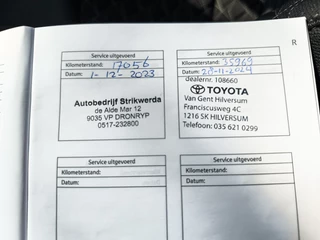 R
Service uitgevoerd
Kilometerstand: 17056
Datum: 1-12-2023
Autobedrijf Strikwerda
de Alde Mar 12
9035 VP DRONRYP
0517-232800
Service uitgevoerd
Kilometerstand: 35969
Datum: 28-11-2024
dealernr. 108660
TOYOTA
Van Gent Hilversum
Franciscusweg 4C
1216 SK HILVERSUM
Telefoon: 035 621 0299
Service uitgevoerd
Kilometerstand:
Datum:
Service uitgevoerd
Kilometerstand:
Datum: